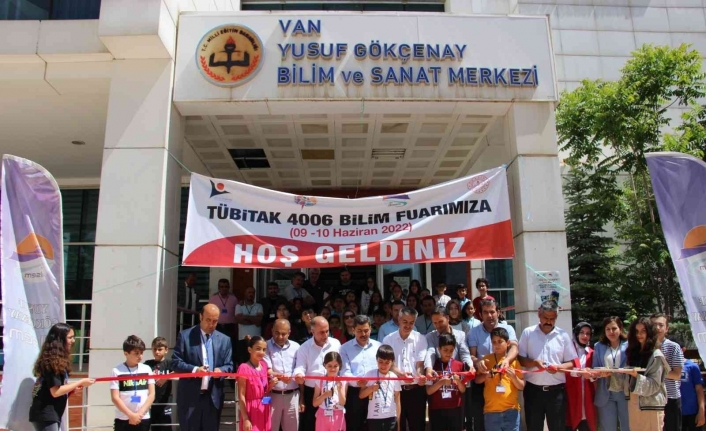 VAN
YUSUF GÖKÇENAY
BİLİM ve SANAT MERKEZİ
TÜBİTAK 4006 BİLİM FUARIMIZA
(09 -10 Haziran 2022)
HOŞ GELDİNİZ